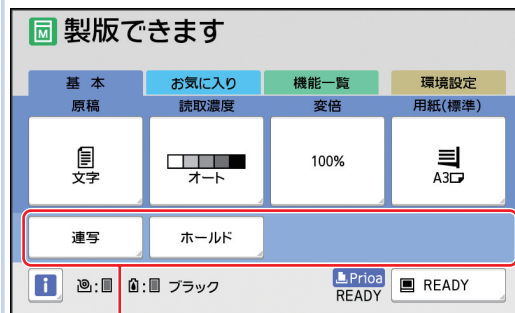 M 製版できます
基本 お気に入り 機能一覧 環境設定
原稿 読取濃度 変倍 用紙(標準)
文字 オート 100% A3
連写 ホールド
i : : ブラック Prioa READY READY